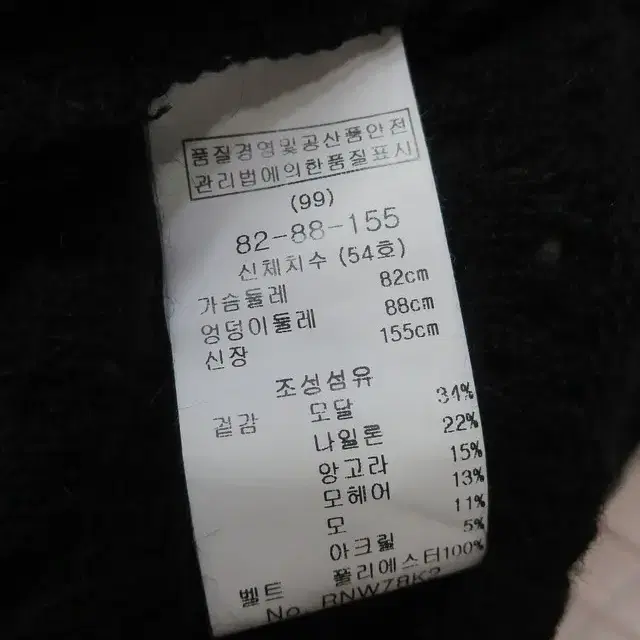 품질경영및공산품안전
관리법에의한품질표시
(99)
82-88-155
신체치수 (54호)
가슴둘레 82cm
엉덩이둘레 88cm
신장 155cm
조성섬유
겉감 모달 34%
나일론 22%
앙고라 15%
모헤어 13%
모 11%
아크릴 5%
벨트 폴리에스터100%
No. RNW78K2